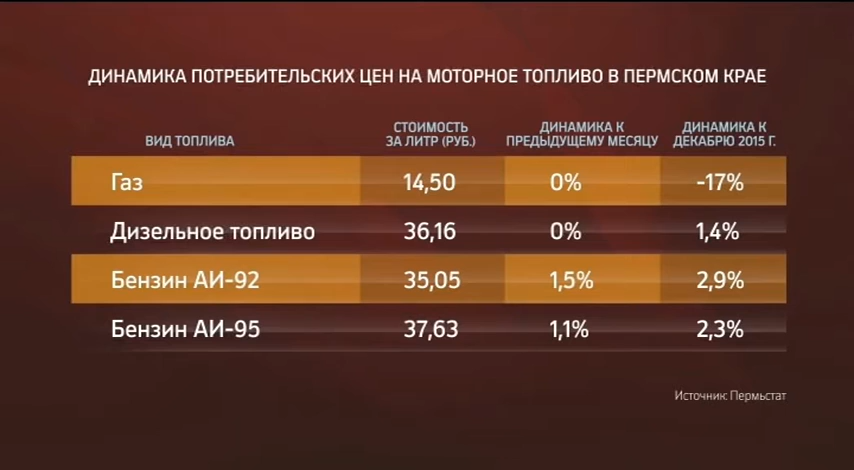 ДИНАМИКА ПОТРЕБИТЕЛЬСКИХ ЦЕН НА МОТОРНОЕ ТОПЛИВО В ПЕРМСКОМ КРАЕ
ВИД ТОПЛИВА
СТОИМОСТЬ
ЗА ЛИТР (РУБ.)
ДИНАМИКА К
ПРЕДЫДУЩЕМУ МЕСЯЦУ
ДИНАМИКА К
ДЕКАБРЮ 2015 Г.
Газ 14,50 0% -17%
Дизельное топливо 36,16 0% 1,4%
Бензин АИ-92 35,05 1,5% 2,9%
Бензин АИ-95 37,63 1,1% 2,3%
Источник: Пермьстат